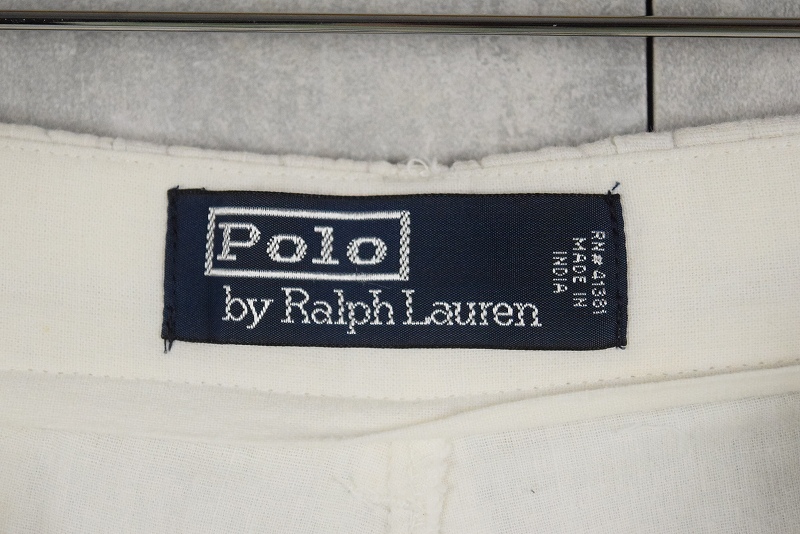 Polo
by Ralph Lauren
RN#41381
MADE IN
INDIA